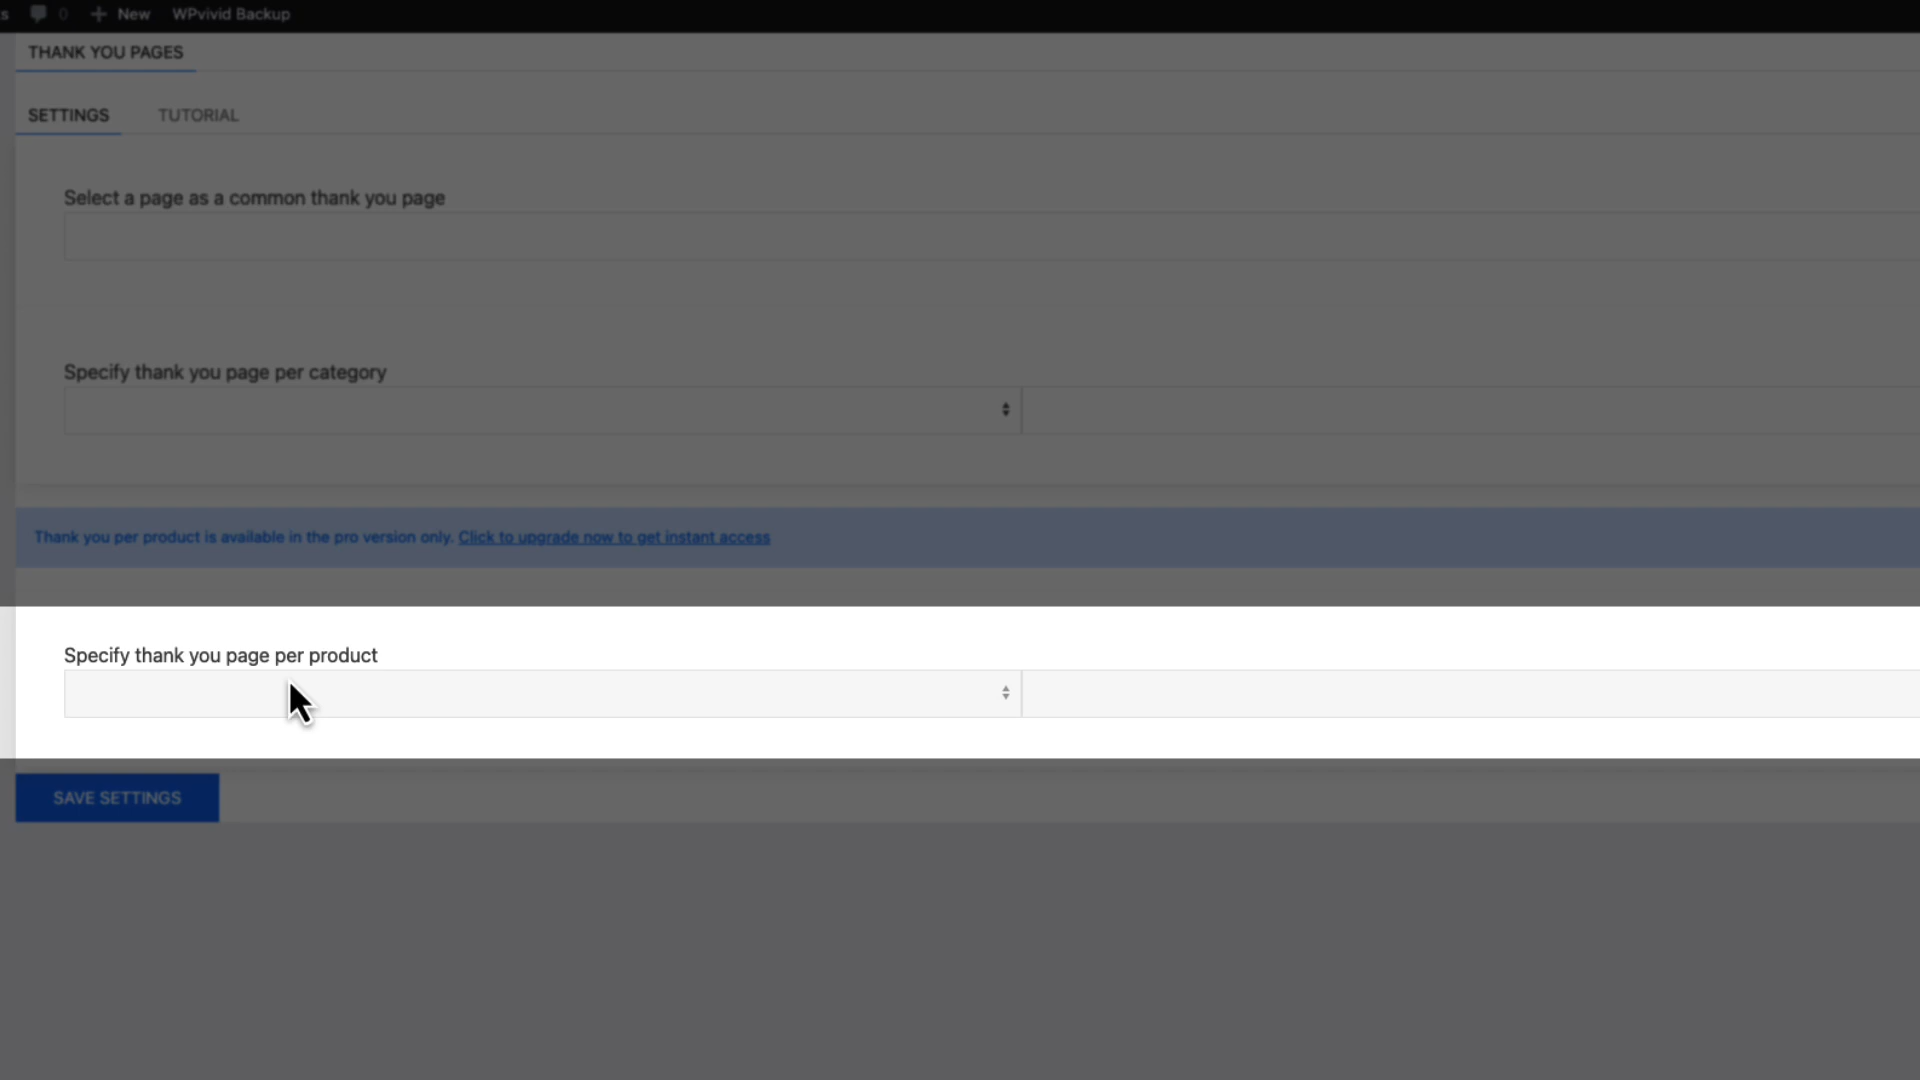 0 New WPvivid Backup
THANK YOU PAGES
SETTINGS TUTORIAL
Select a page as a common thank you page
Specify thank you page per category
Thank you per product is available in the pro version only. Click to upgrade now to get instant access
Specify thank you page per product
SAVE SETTINGS